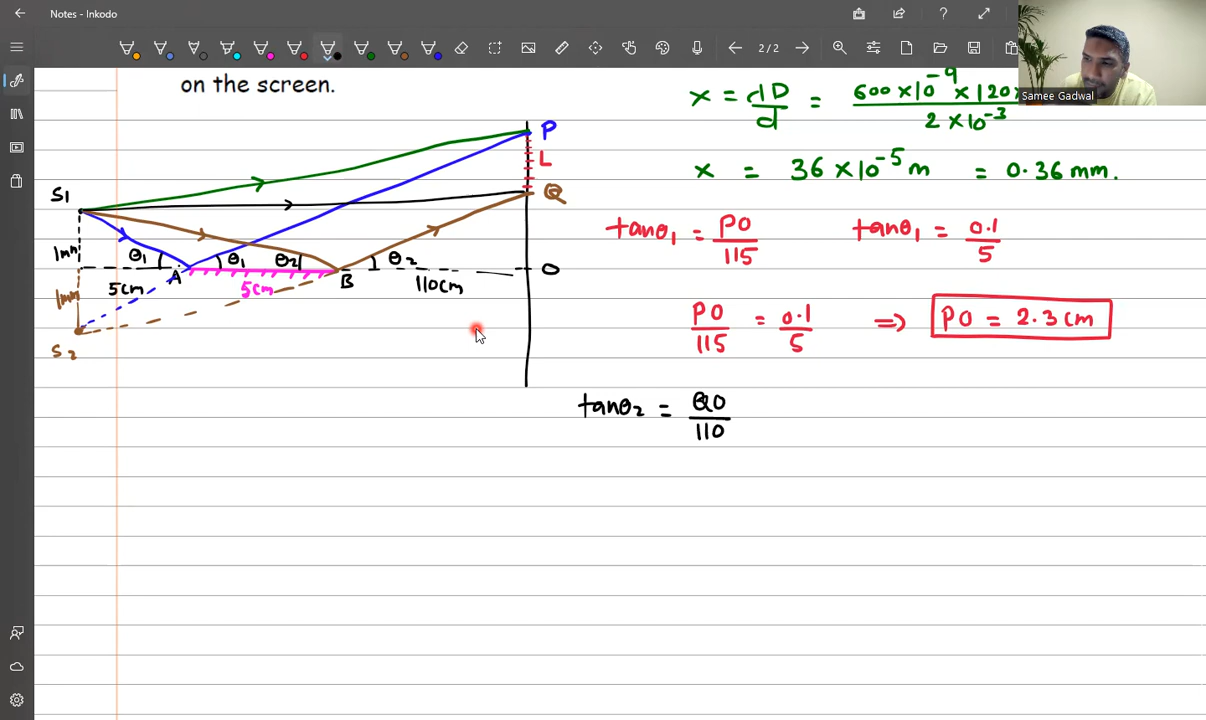 Notes - Inkodo
2/2
Samee Gadwal
on the screen.
x = λD/d = 600×10⁻⁹ × 120× / 2×10⁻³
x = 36×10⁻⁵ m = 0.36 mm.
tanθ₁ = PO/115 tanθ₁ = 0.1/5
PO/115 = 0.1/5 ⇒ PO = 2.3 cm
tanθ₂ = QO/110
P
L
S1
Q
1mm
θ1 θ1 θ2 θ2
A B O
5cm 5cm 110cm
1mm
S2